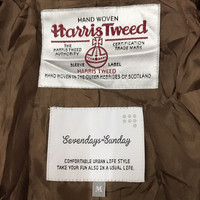 HAND WOVEN
Harris Tweed
THE HARRIS TWEED AUTHORITY
CERTIFICATION TRADE MARK
SLEEVE LABEL
HARRIS TWEED
HAND WOVEN IN THE OUTER HEBRIDES OF SCOTLAND
Sevendays=Sunday
COMFORTABLE URBAN LIFE STYLE
TAKE YOUR FUN ALSO IN A USUAL LIFE.
M